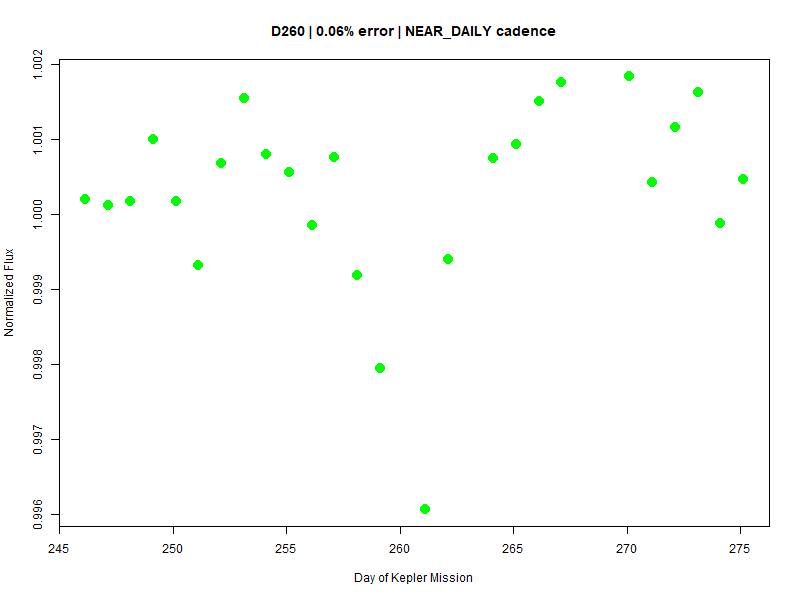 D260 | 0.06% error | NEAR_DAILY cadence
Normalized Flux
1.002
1.001
1.000
0.999
0.998
0.997
0.996
245 250 255 260 265 270 275
Day of Kepler Mission